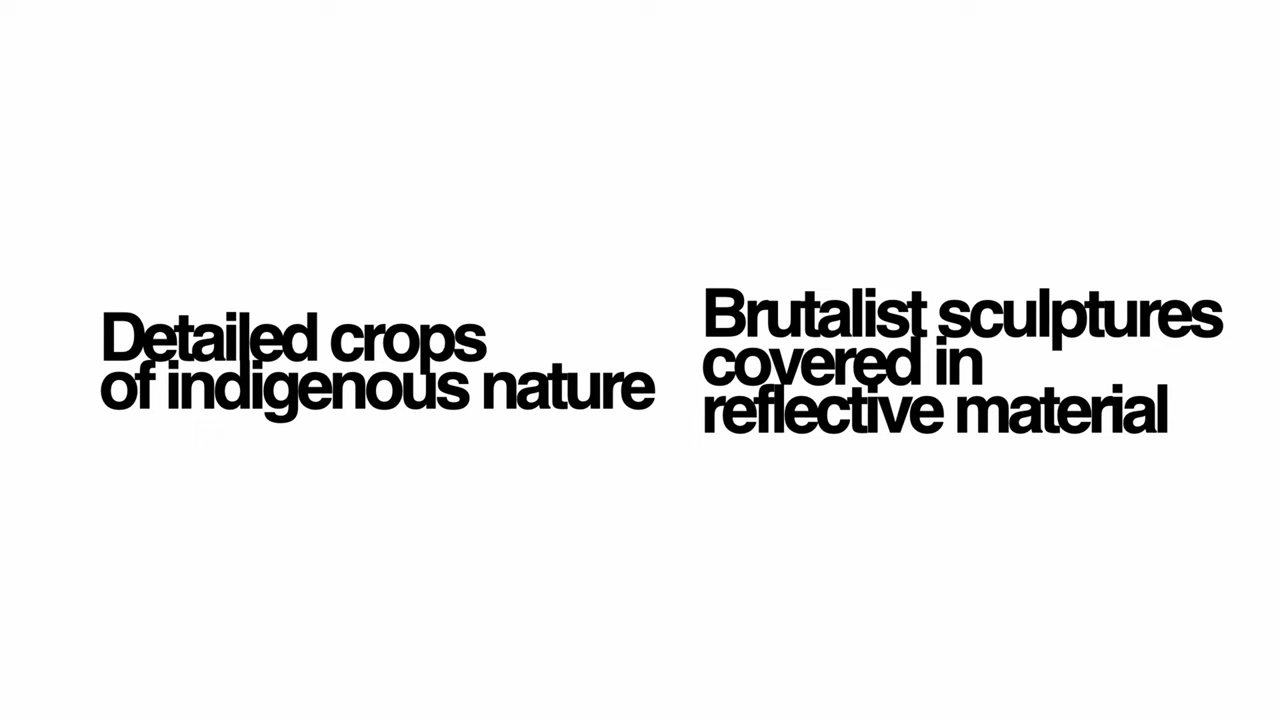 Detailed crops
of indigenous nature
Brutalist sculptures
covered in
reflective material